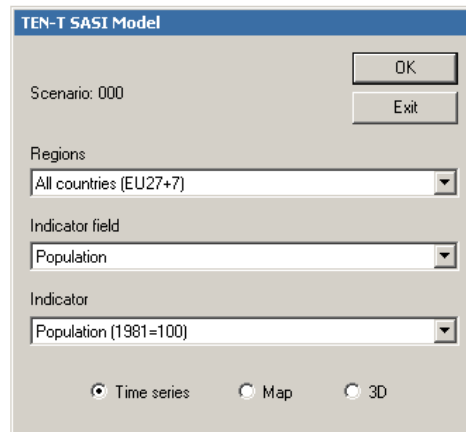 TEN-T SASI Model
OK
Scenario: 000
Exit
Regions
All countries (EU27+7)
Indicator field
Population
Indicator
Population (1981=100)
Time series Map 3D